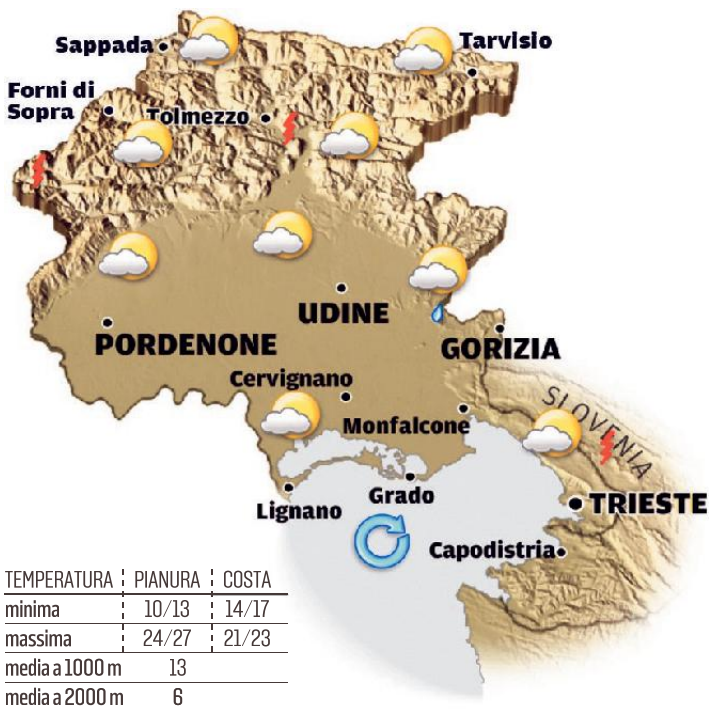 Sappada
Tarvisio
Forni di
Sopra
Tolmezzo
UDINE
PORDENONE
GORIZIA
Cervignano
Monfalcone
SLOVENIA
Lignano
Grado
TRIESTE
Capodistria
TEMPERATURA PIANURA COSTA
minima 10/13 14/17
massima 24/27 21/23
media a 1000 m 13
media a 2000 m 6